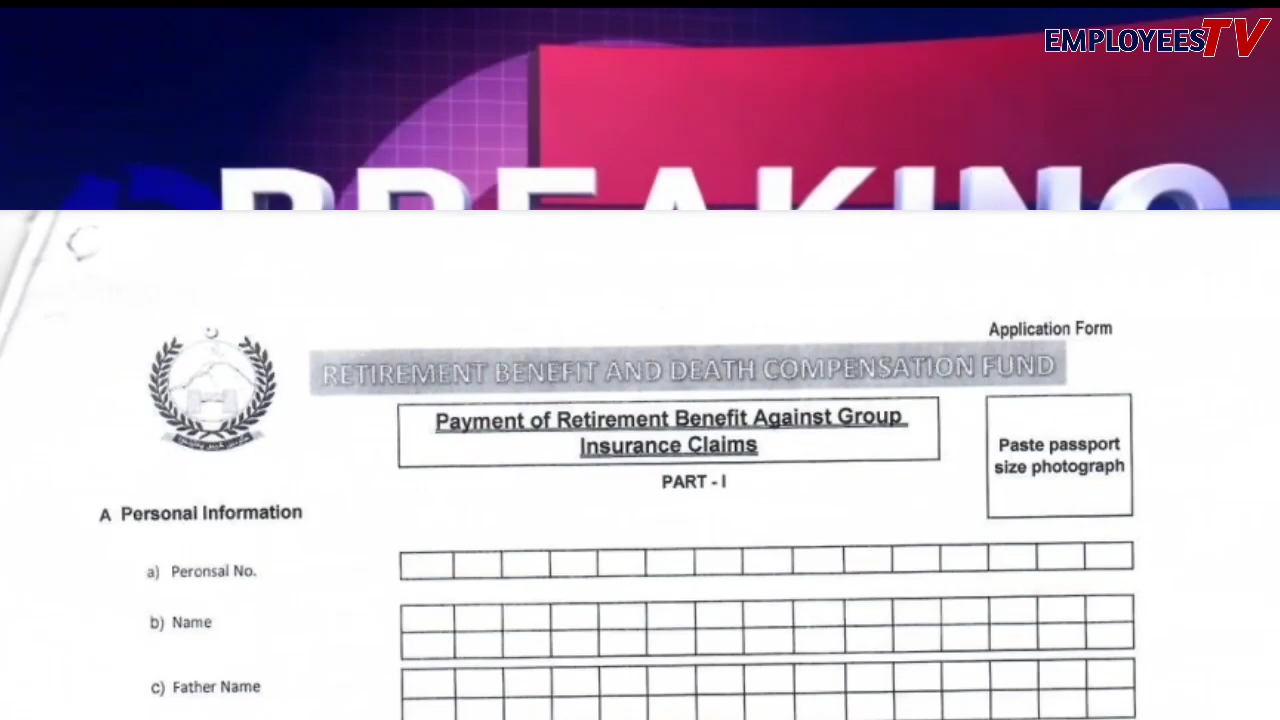 EMPLOYEES TV
BREAKING
Application Form
RETIREMENT BENEFIT AND DEATH COMPENSATION FUND
Payment of Retirement Benefit Against Group
Insurance Claims
Paste passport
size photograph
PART - I
A Personal Information
a) Peronsal No.
b) Name
c) Father Name